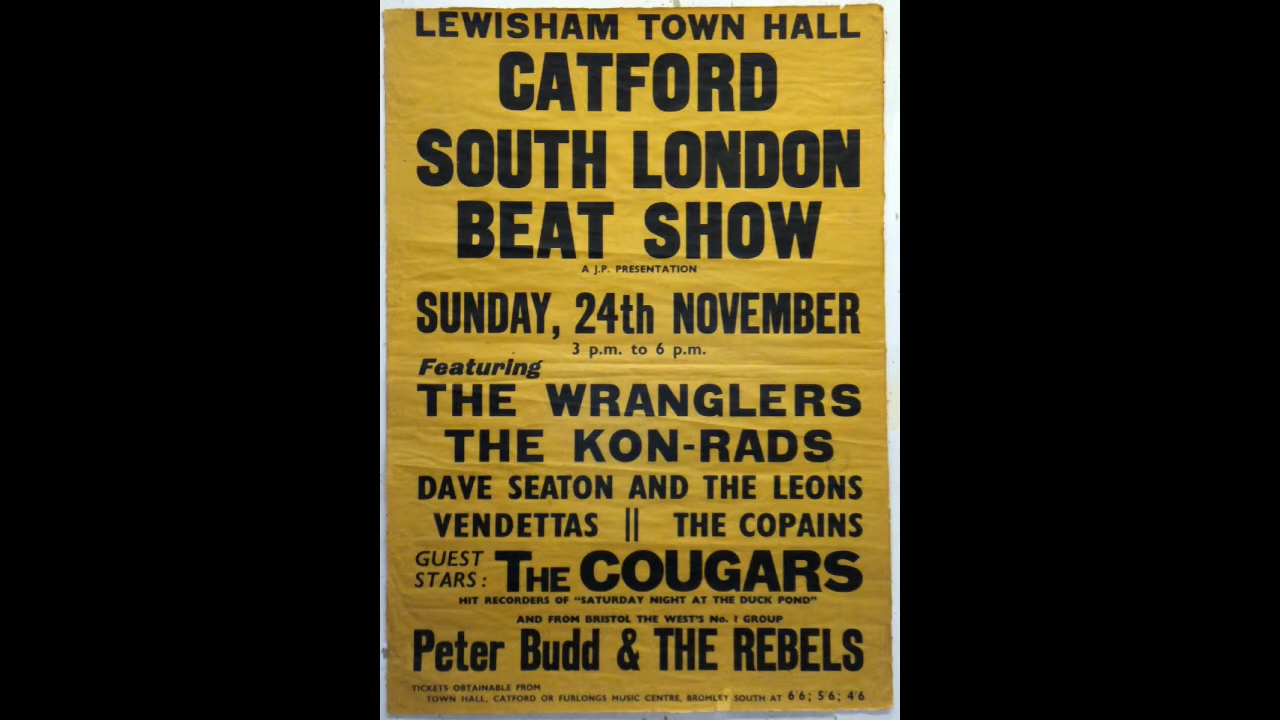 LEWISHAM TOWN HALL
CATFORD
SOUTH LONDON
BEAT SHOW
A J.P. PRESENTATION
SUNDAY, 24th NOVEMBER
3 p.m. to 6 p.m.
Featuring
THE WRANGLERS
THE KON-RADS
DAVE SEATON AND THE LEONS
VENDETTAS || THE COPAINS
GUEST STARS: THE COUGARS
HIT RECORDERS OF "SATURDAY NIGHT AT THE DUCK POND"
AND FROM BRISTOL THE WEST'S No. 1 GROUP
Peter Budd & THE REBELS
TICKETS OBTAINABLE FROM
TOWN HALL, CATFORD OR FURLONGS MUSIC CENTRE, BROMLEY SOUTH AT 6'6; 5'6; 4'6